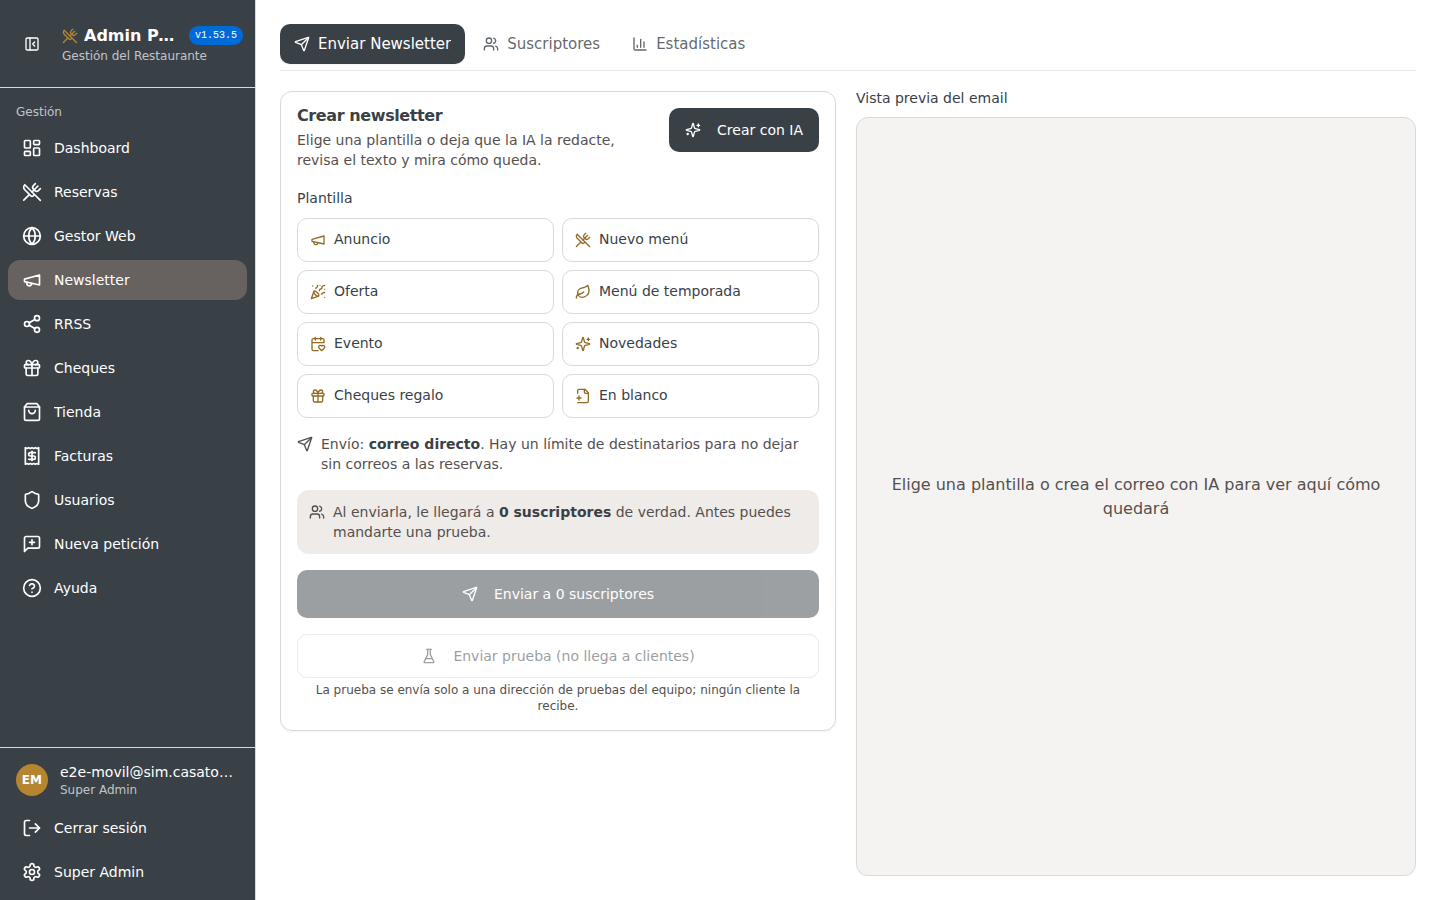 Admin P...
v1.53.5
Gestión del Restaurante
Gestión
Dashboard
Reservas
Gestor Web
Newsletter
RRSS
Cheques
Tienda
Facturas
Usuarios
Nueva petición
Ayuda
EM
e2e-movil@sim.casato...
Super Admin
Cerrar sesión
Super Admin
Enviar Newsletter
Suscriptores
Estadísticas
Crear newsletter
Elige una plantilla o deja que la IA la redacte,
revisa el texto y mira cómo queda.
Crear con IA
Plantilla
Anuncio
Nuevo menú
Oferta
Menú de temporada
Evento
Novedades
Cheques regalo
En blanco
Envío: correo directo. Hay un límite de destinatarios para no dejar
sin correos a las reservas.
Al enviarla, le llegará a 0 suscriptores de verdad. Antes puedes
mandarte una prueba.
Enviar a 0 suscriptores
Enviar prueba (no llega a clientes)
La prueba se envía solo a una dirección de pruebas del equipo; ningún cliente la
recibe.
Vista previa del email
Elige una plantilla o crea el correo con IA para ver aquí cómo
quedará